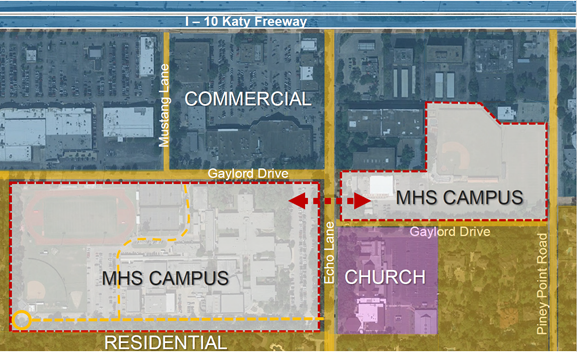 I – 10 Katy Freeway
Mustang Lane
COMMERCIAL
Gaylord Drive
MHS CAMPUS
Gaylord Drive
Echo Lane
CHURCH
Piney Point Road
MHS CAMPUS
RESIDENTIAL